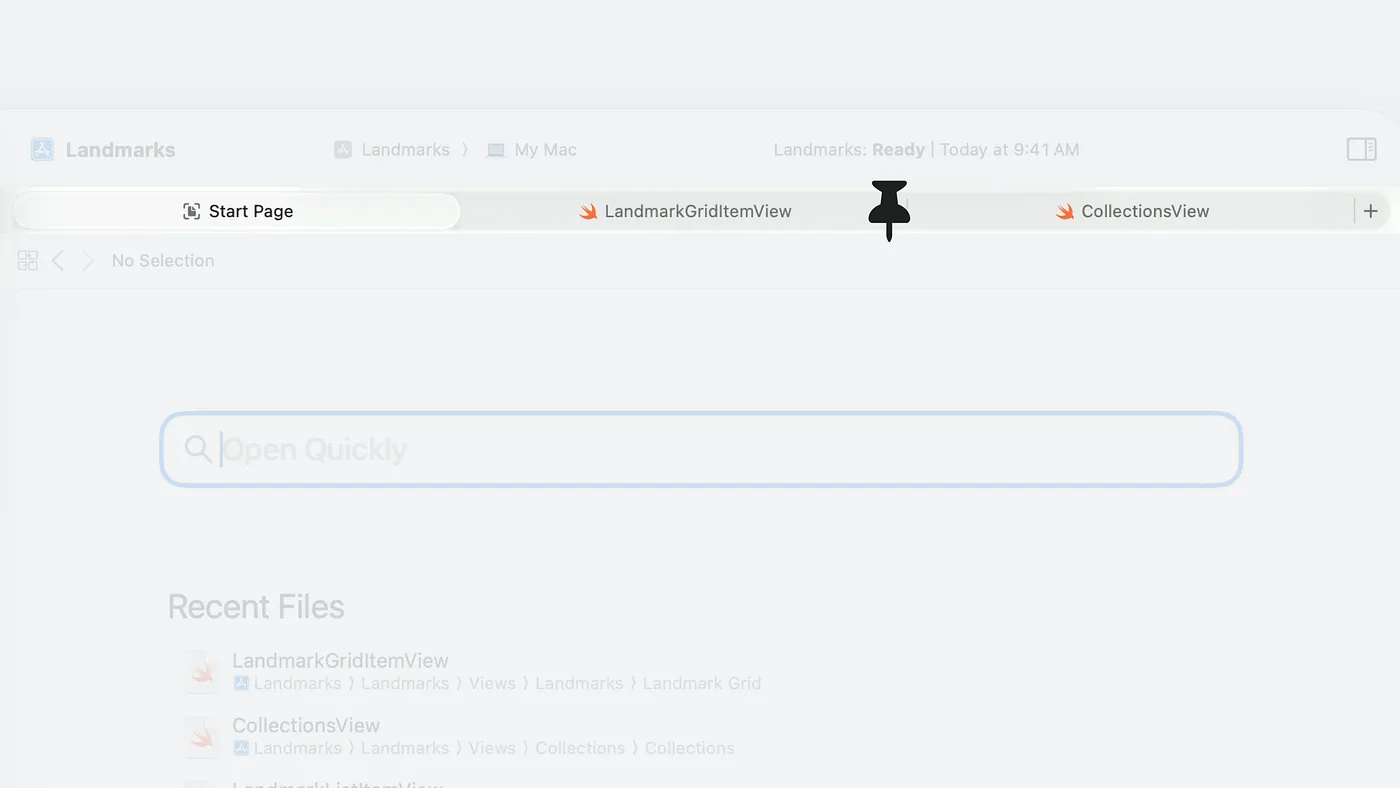 Landmarks
Landmarks 〉 My Mac
Landmarks: Ready | Today at 9:41 AM
Start Page
LandmarkGridItemView
CollectionsView
No Selection
Open Quickly
Recent Files
LandmarkGridItemView
Landmarks 〉 Landmarks 〉 Views 〉 Landmarks 〉 Landmark Grid
CollectionsView
Landmarks 〉 Landmarks 〉 Views 〉 Collections 〉 Collections
LandmarkListItemView